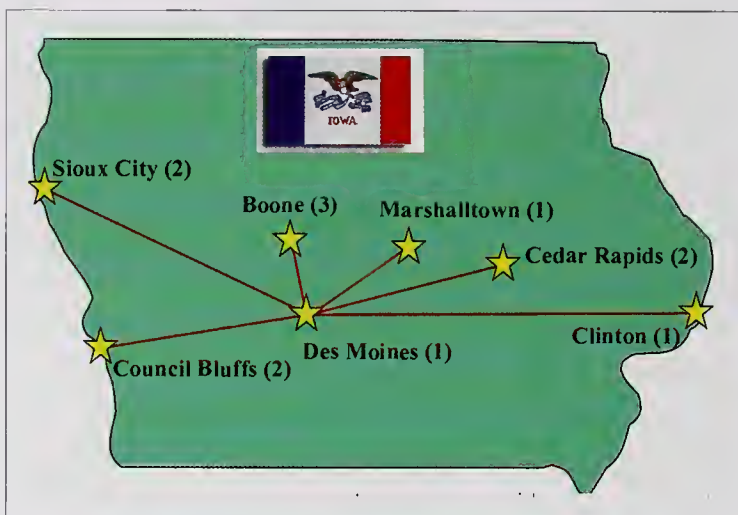 IOWA
Sioux City (2)
Boone (3)
Marshalltown (1)
Cedar Rapids (2)
Clinton (1)
Des Moines (1)
Council Bluffs (2)